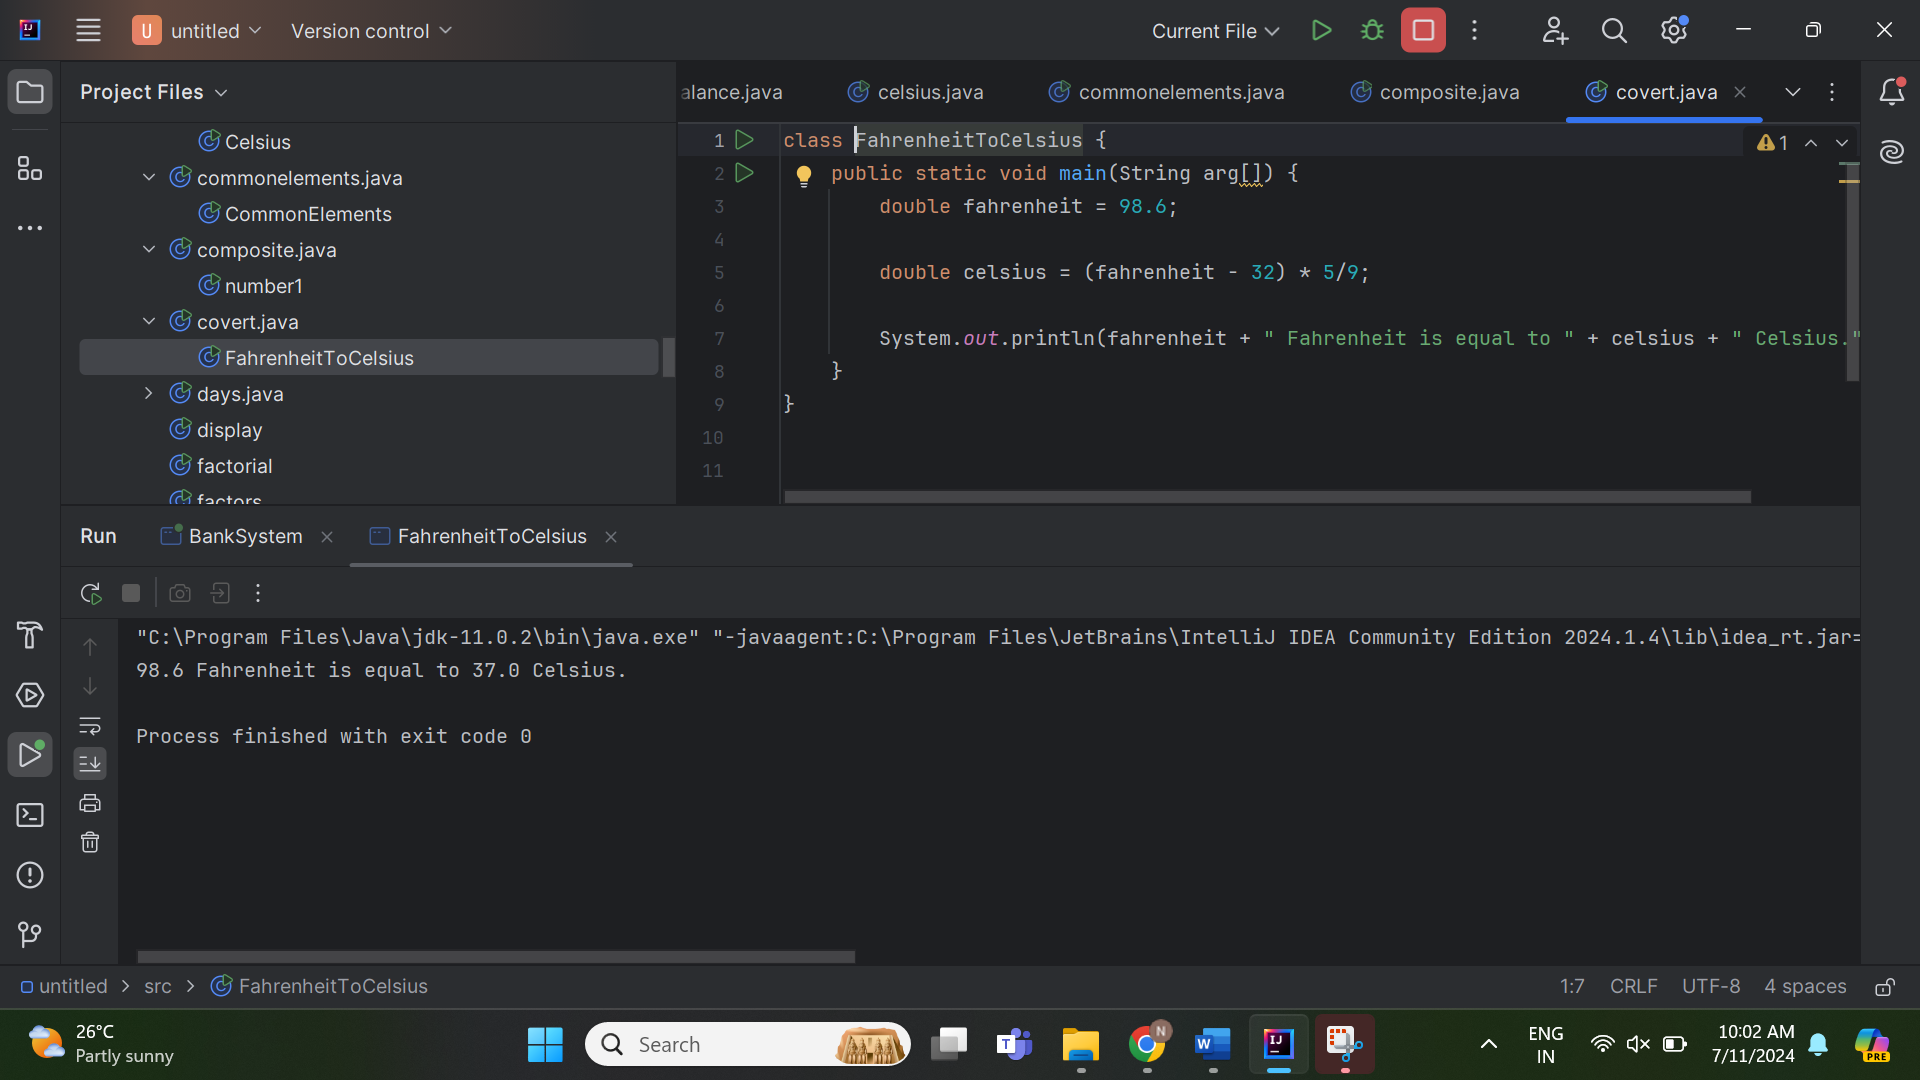 U untitled Version control Current File
Project Files
alance.java celsius.java commonelements.java composite.java covert.java
Celsius
commonelements.java
CommonElements
composite.java
number1
covert.java
FahrenheitToCelsius
days.java
display
factorial
factors
1 class FahrenheitToCelsius {
1
2 public static void main(String arg[]) {
3 double fahrenheit = 98.6;
4
5 double celsius = (fahrenheit - 32) * 5/9;
6
7 System.out.println(fahrenheit + " Fahrenheit is equal to " + celsius + " Celsius."
8 }
9 }
10
11
Run BankSystem FahrenheitToCelsius
"C:\Program Files\Java\jdk-11.0.2\bin\java.exe" "-javaagent:C:\Program Files\JetBrains\IntelliJ IDEA Community Edition 2024.1.4\lib\idea_rt.jar=
98.6 Fahrenheit is equal to 37.0 Celsius.
Process finished with exit code 0
untitled > src > FahrenheitToCelsius 1:7 CRLF UTF-8 4 spaces
26°C
Partly sunny
Search
ENG
IN
10:02 AM
7/11/2024
PRE